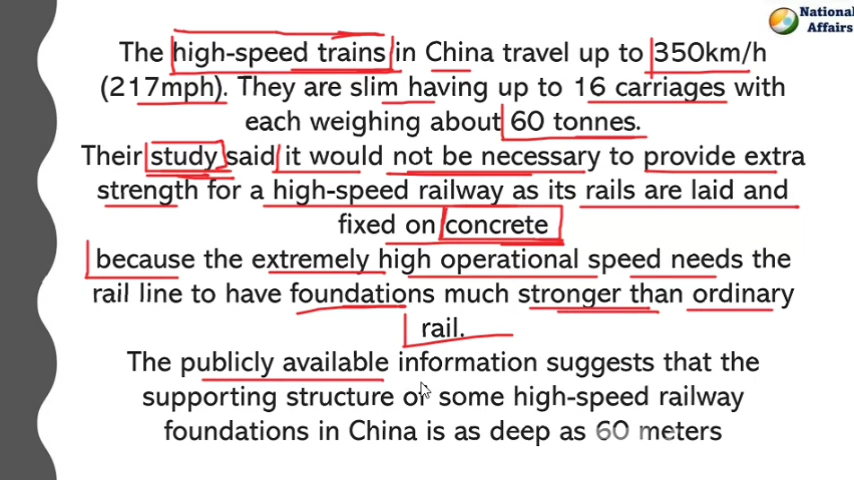 National
Affairs
The high-speed trains in China travel up to 350km/h
(217mph). They are slim having up to 16 carriages with
each weighing about 60 tonnes.
Their study said it would not be necessary to provide extra
strength for a high-speed railway as its rails are laid and
fixed on concrete
because the extremely high operational speed needs the
rail line to have foundations much stronger than ordinary
rail.
The publicly available information suggests that the
supporting structure of some high-speed railway
foundations in China is as deep as 60 meters